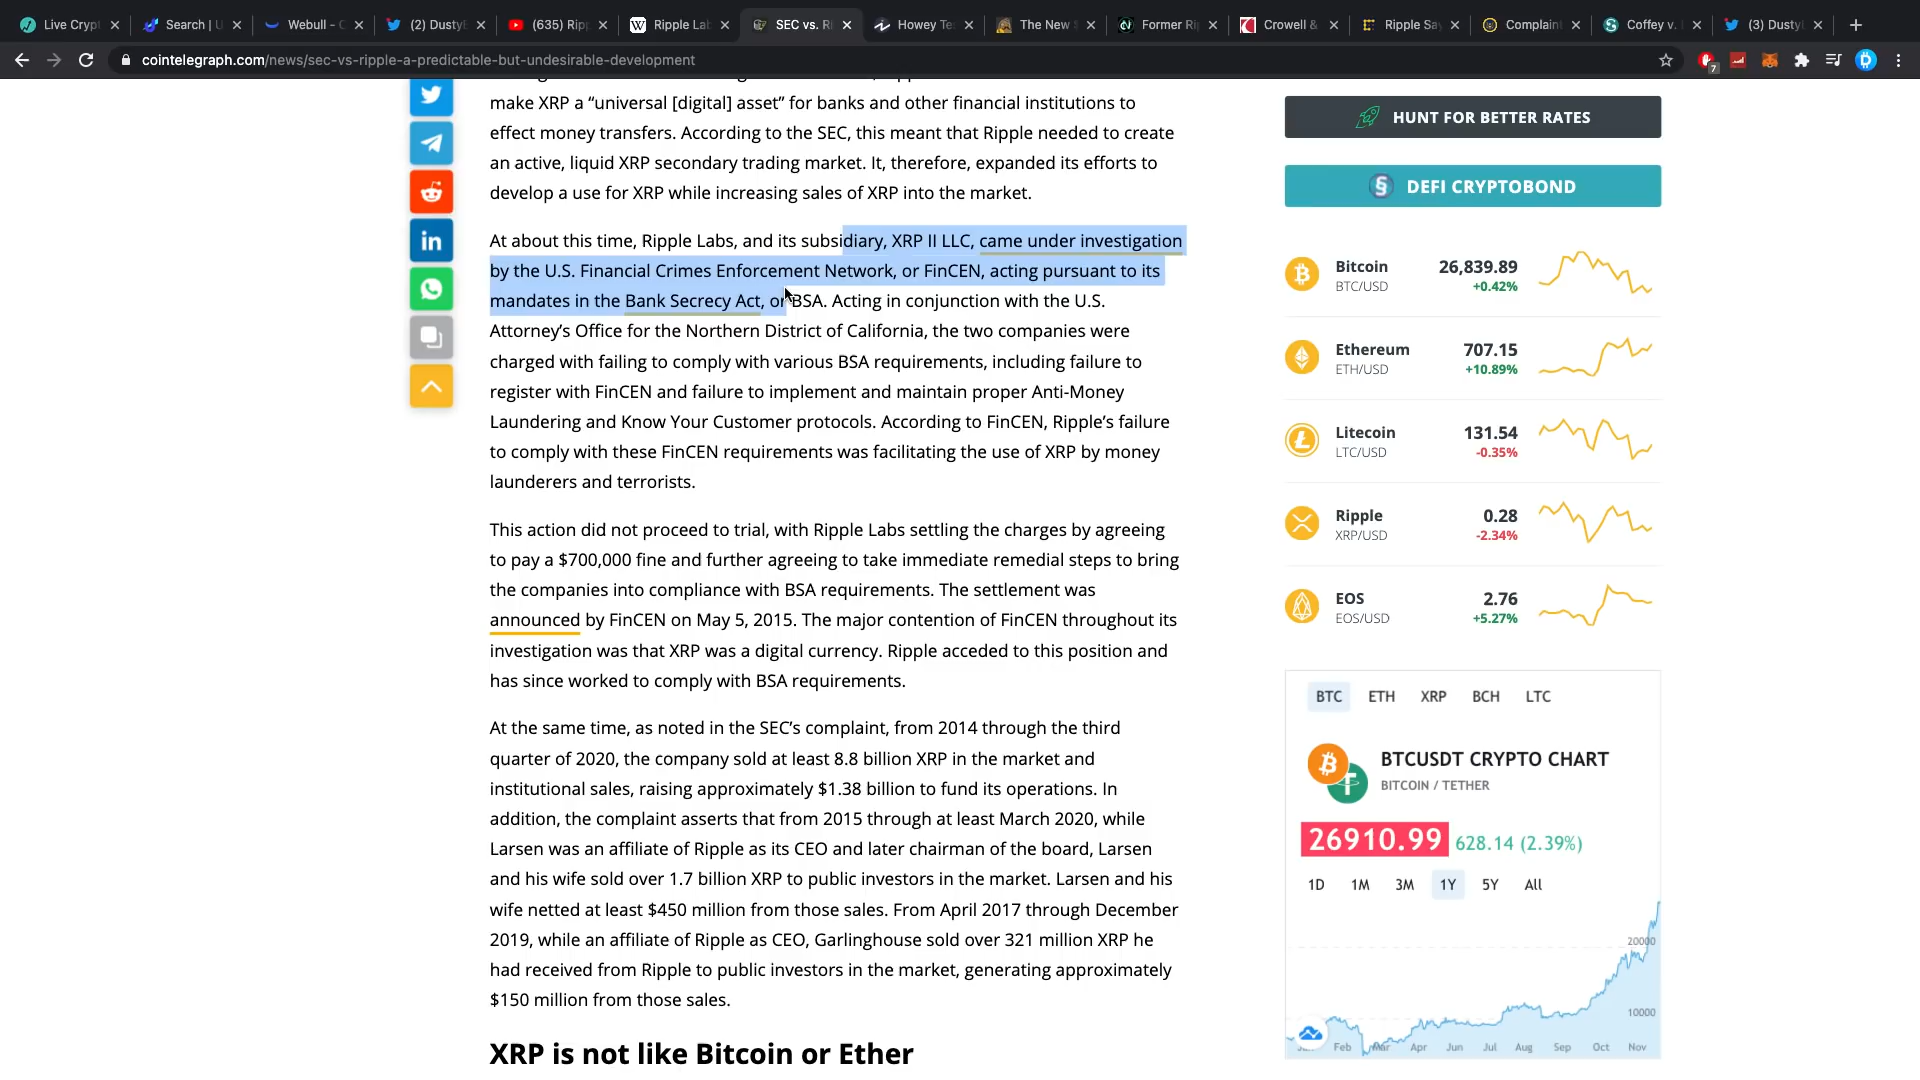 Live Crypt
Search | U
Webull - C
(2) DustyB
(635) Ripp
Ripple Lab
SEC vs. Ri
Howey Te
The New S
Former Rip
Crowell &
Ripple Say
Complaint
Coffey v. 
(3) Dusty
cointelegraph.com/news/sec-vs-ripple-a-predictable-but-undesirable-development
7
make XRP a “universal [digital] asset” for banks and other financial institutions to
effect money transfers. According to the SEC, this meant that Ripple needed to create
an active, liquid XRP secondary trading market. It, therefore, expanded its efforts to
develop a use for XRP while increasing sales of XRP into the market.
At about this time, Ripple Labs, and its subsidiary, XRP II LLC, came under investigation
by the U.S. Financial Crimes Enforcement Network, or FinCEN, acting pursuant to its
mandates in the Bank Secrecy Act, or BSA. Acting in conjunction with the U.S.
Attorney’s Office for the Northern District of California, the two companies were
charged with failing to comply with various BSA requirements, including failure to
register with FinCEN and failure to implement and maintain proper Anti-Money
Laundering and Know Your Customer protocols. According to FinCEN, Ripple’s failure
to comply with these FinCEN requirements was facilitating the use of XRP by money
launderers and terrorists.
This action did not proceed to trial, with Ripple Labs settling the charges by agreeing
to pay a $700,000 fine and further agreeing to take immediate remedial steps to bring
the companies into compliance with BSA requirements. The settlement was
announced by FinCEN on May 5, 2015. The major contention of FinCEN throughout its
investigation was that XRP was a digital currency. Ripple acceded to this position and
has since worked to comply with BSA requirements.
At the same time, as noted in the SEC’s complaint, from 2014 through the third
quarter of 2020, the company sold at least 8.8 billion XRP in the market and
institutional sales, raising approximately $1.38 billion to fund its operations. In
addition, the complaint asserts that from 2015 through at least March 2020, while
Larsen was an affiliate of Ripple as its CEO and later chairman of the board, Larsen
and his wife sold over 1.7 billion XRP to public investors in the market. Larsen and his
wife netted at least $450 million from those sales. From April 2017 through December
2019, while an affiliate of Ripple as CEO, Garlinghouse sold over 321 million XRP he
had received from Ripple to public investors in the market, generating approximately
$150 million from those sales.
XRP is not like Bitcoin or Ether
HUNT FOR BETTER RATES
DEFI CRYPTOBOND
Bitcoin 26,839.89
BTC/USD +0.42%
Ethereum 707.15
ETH/USD +10.89%
Litecoin 131.54
LTC/USD -0.35%
Ripple 0.28
XRP/USD -2.34%
EOS 2.76
EOS/USD +5.27%
BTC ETH XRP BCH LTC
BTCUSDT CRYPTO CHART
BITCOIN / TETHER
26910.99 628.14 (2.39%)
1D 1M 3M 1Y 5Y All
20000
10000
Feb Mar Apr Jun Jul Aug Sep Oct Nov